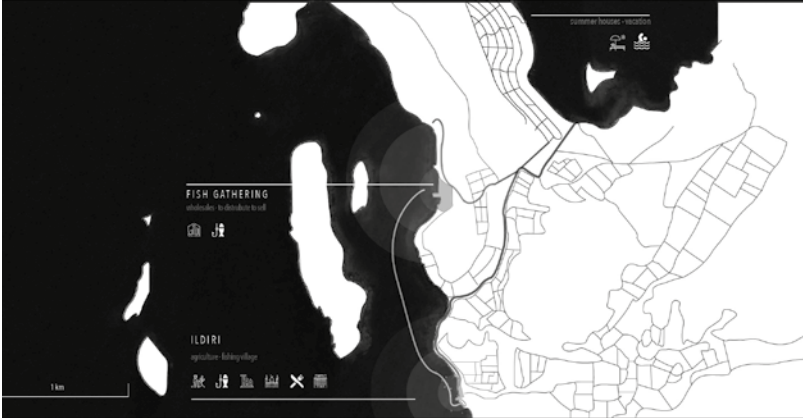 summer houses - vacation
FISH GATHERING
wholesales - to distribute to sell
ILDIRI
agriculture - fishing village
1 km